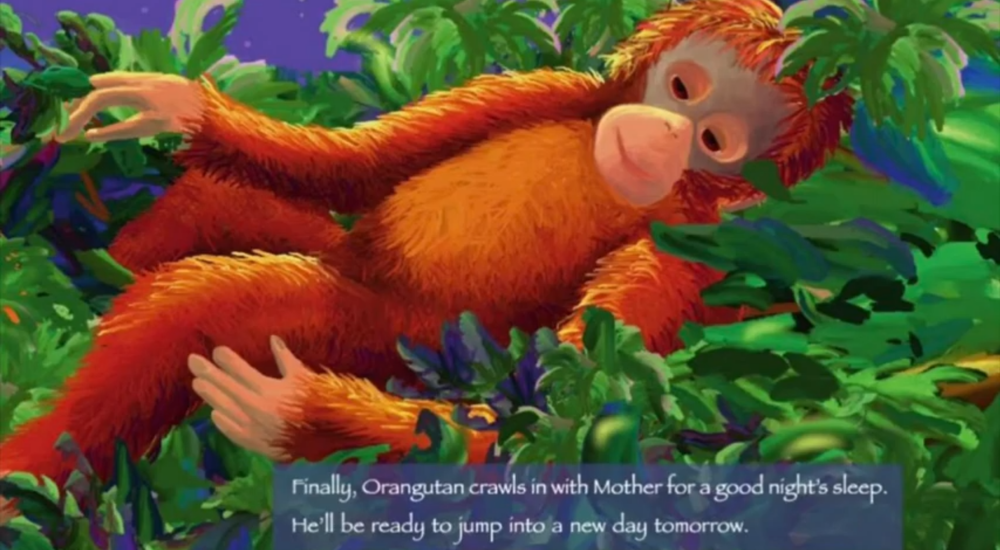 Finally, Orangutan crawls in with Mother for a good night's sleep.
He'll be ready to jump into a new day tomorrow.